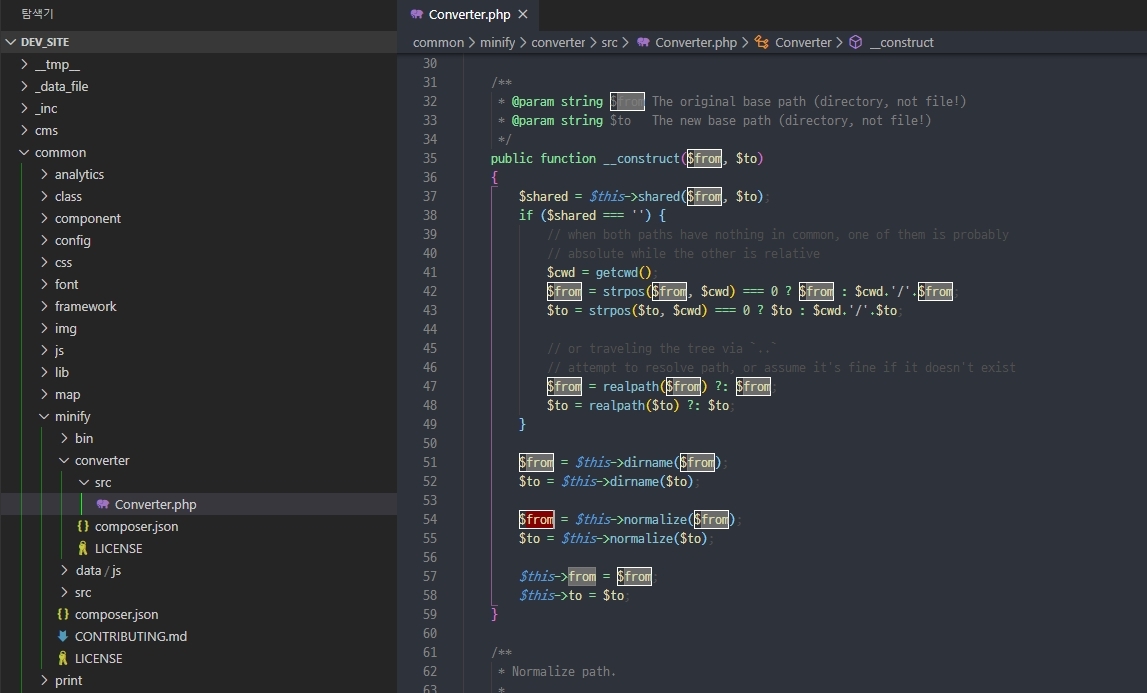 탐색기
DEV_SITE
__tmp__
_data_file
_inc
cms
common
analytics
class
component
config
css
font
framework
img
js
lib
map
minify
bin
converter
src
Converter.php
composer.json
LICENSE
data / js
src
composer.json
CONTRIBUTING.md
LICENSE
print
Converter.php
common > minify > converter > src > Converter.php > Converter > __construct
30
31 /**
32 * @param string $from The original base path (directory, not file!)
33 * @param string $to The new base path (directory, not file!)
34 */
35 public function __construct($from, $to)
36 {
37 $shared = $this->shared($from, $to);
38 if ($shared === '') {
39 // when both paths have nothing in common, one of them is probably
40 // absolute while the other is relative
41 $cwd = getcwd();
42 $from = strpos($from, $cwd) === 0 ? $from : $cwd.'/'.$from;
43 $to = strpos($to, $cwd) === 0 ? $to : $cwd.'/'.$to;
44
45 // or traveling the tree via `..`
46 // attempt to resolve path, or assume it's fine if it doesn't exist
47 $from = realpath($from) ?: $from;
48 $to = realpath($to) ?: $to;
49 }
50
51 $from = $this->dirname($from);
52 $to = $this->dirname($to);
53
54 $from = $this->normalize($from);
55 $to = $this->normalize($to);
56
57 $this->from = $from;
58 $this->to = $to;
59 }
60
61 /**
62 * Normalize path.
63 *